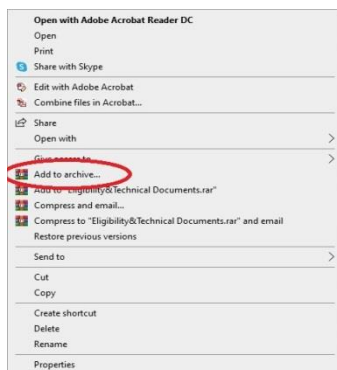 Open with Adobe Acrobat Reader DC
Open
Print
Share with Skype
Edit with Adobe Acrobat
Combine files in Acrobat...
Share
Open with
Give access to
Add to archive...
Add to "Eligibility&Technical Documents.rar"
Compress and email...
Compress to "Eligibility&Technical Documents.rar" and email
Restore previous versions
Send to
Cut
Copy
Create shortcut
Delete
Rename
Properties